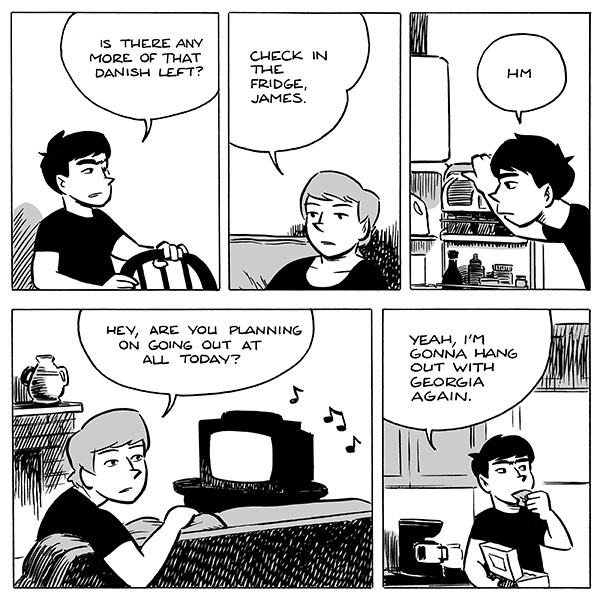 IS THERE ANY
MORE OF THAT
DANISH LEFT?
CHECK IN
THE
FRIDGE,
JAMES.
HM
HEY, ARE YOU PLANNING
ON GOING OUT AT
ALL TODAY?
YEAH, I'M
GONNA HANG
OUT WITH
GEORGIA
AGAIN.